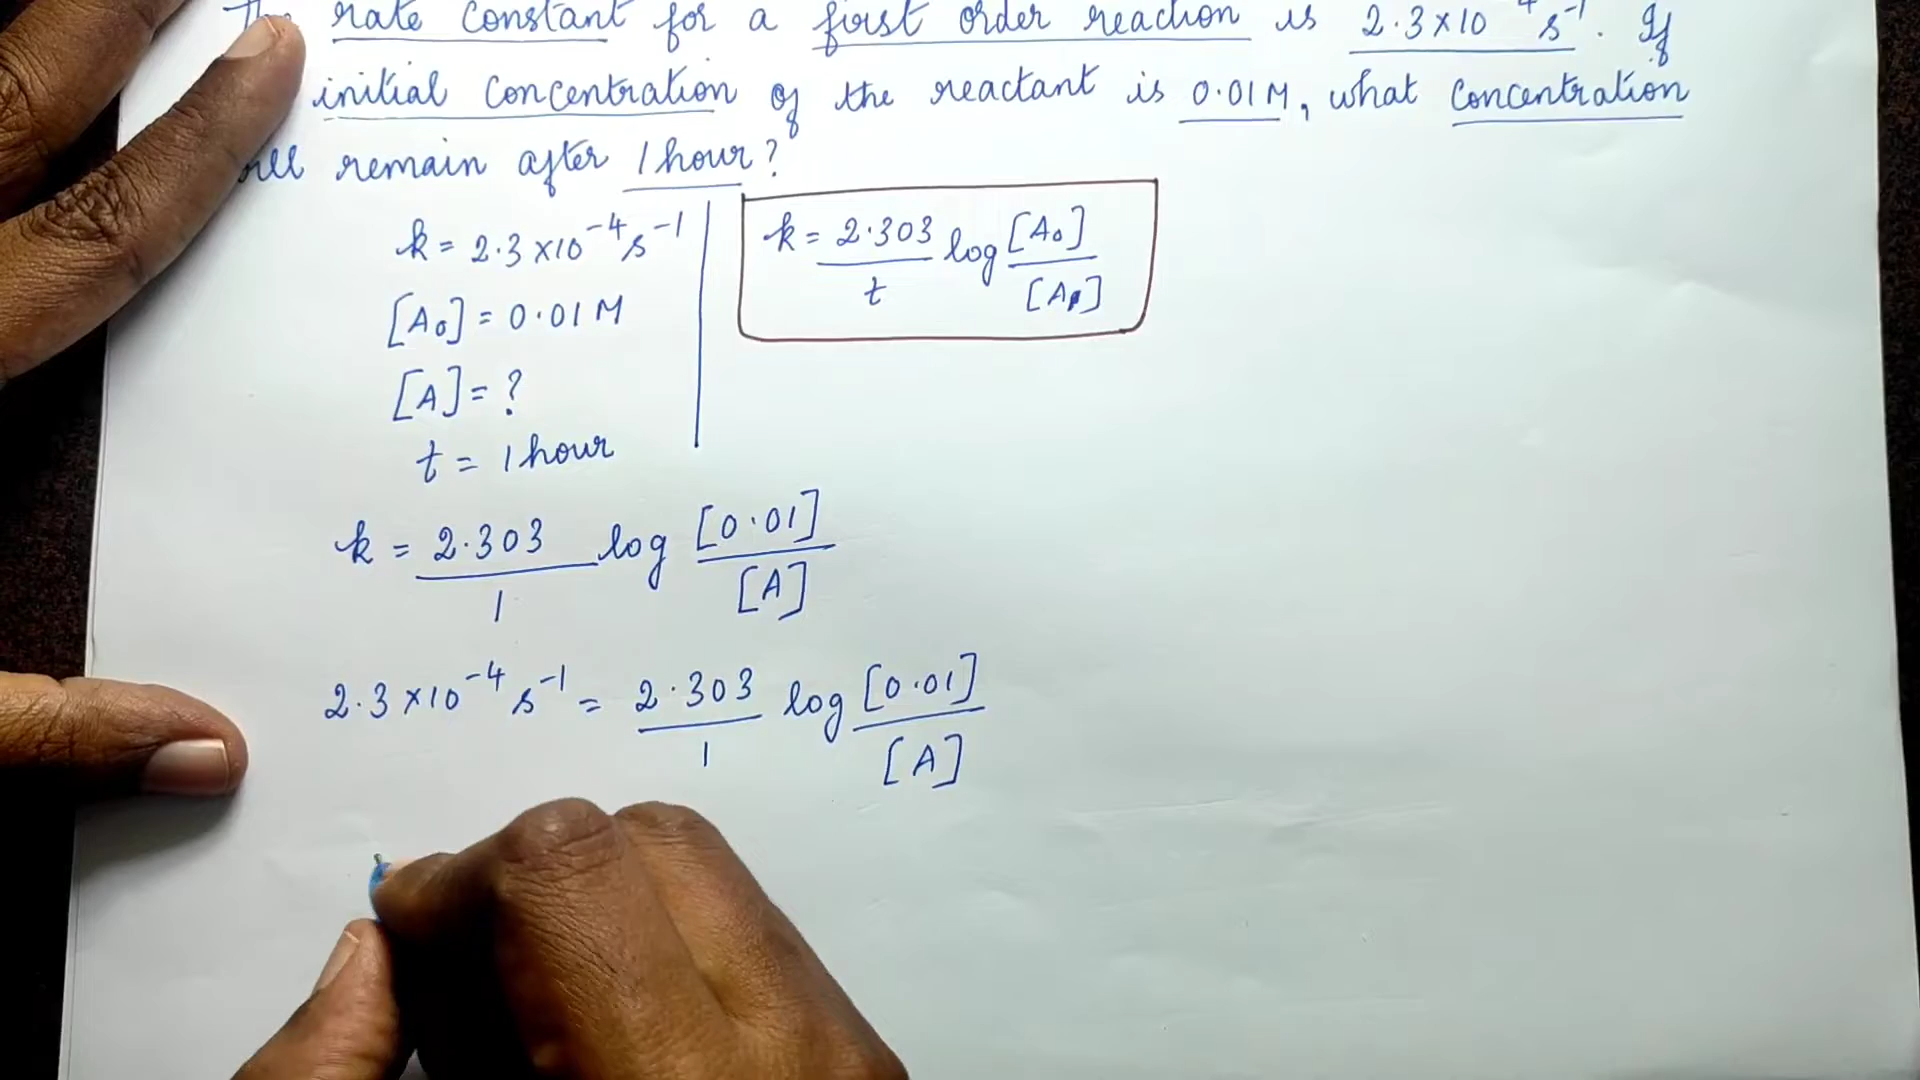 The rate constant for a first order reaction is 2.3×10⁻⁴ s⁻¹. If
initial concentration of the reactant is 0.01M, what concentration
remain after 1 hour?
k = 2.3×10⁻⁴ s⁻¹
[A₀] = 0.01 M
[A] = ?
t = 1 hour
k = 2.303/t log [A₀]/[A]
k = 2.303/1 log [0.01]/[A]
2.3×10⁻⁴ s⁻¹ = 2.303/1 log [0.01]/[A]